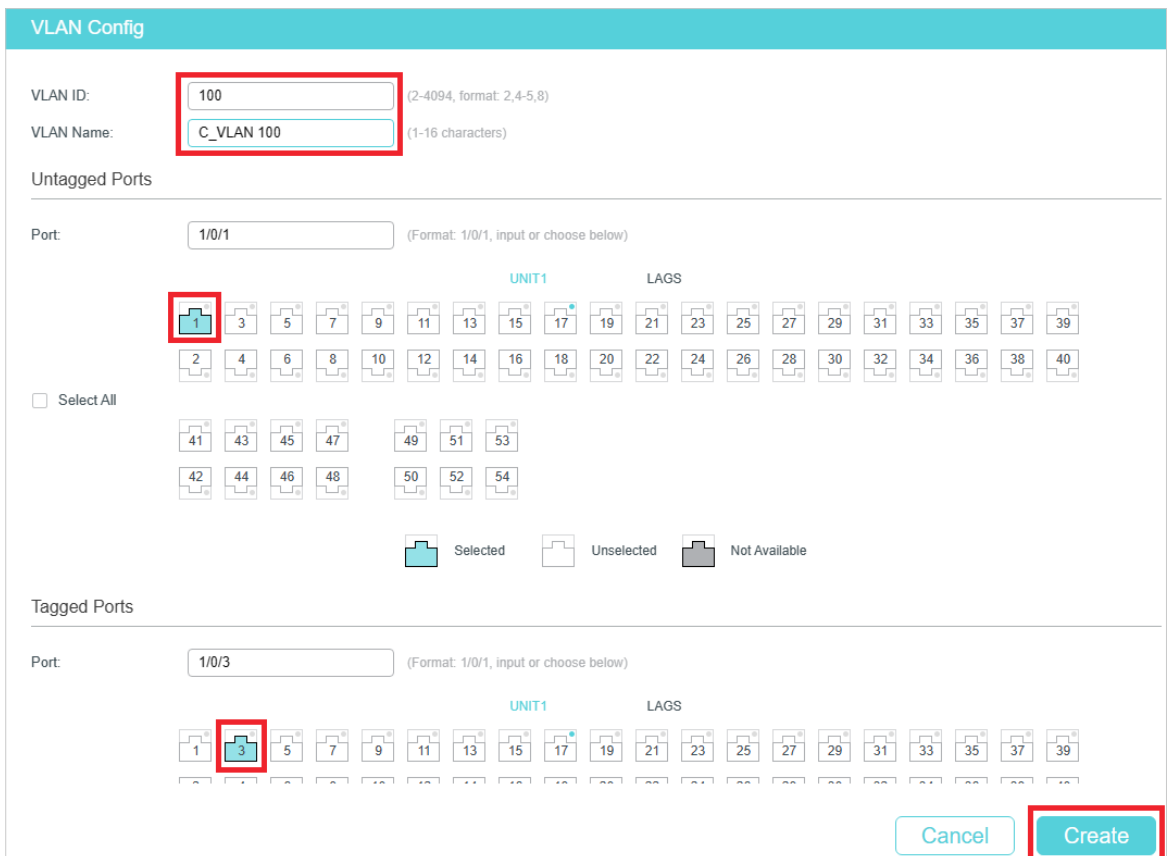 VLAN Config
VLAN ID: 100 (2-4094, format: 2,4-5,8)
VLAN Name: C_VLAN 100 (1-16 characters)
Untagged Ports
Port: 1/0/1 (Format: 1/0/1, input or choose below)
UNIT1 LAGS
1 3 5 7 9 11 13 15 17 19 21 23 25 27 29 31 33 35 37 39
2 4 6 8 10 12 14 16 18 20 22 24 26 28 30 32 34 36 38 40
Select All
41 43 45 47 49 51 53
42 44 46 48 50 52 54
Selected Unselected Not Available
Tagged Ports
Port: 1/0/3 (Format: 1/0/1, input or choose below)
UNIT1 LAGS
1 3 5 7 9 11 13 15 17 19 21 23 25 27 29 31 33 35 37 39
Cancel Create